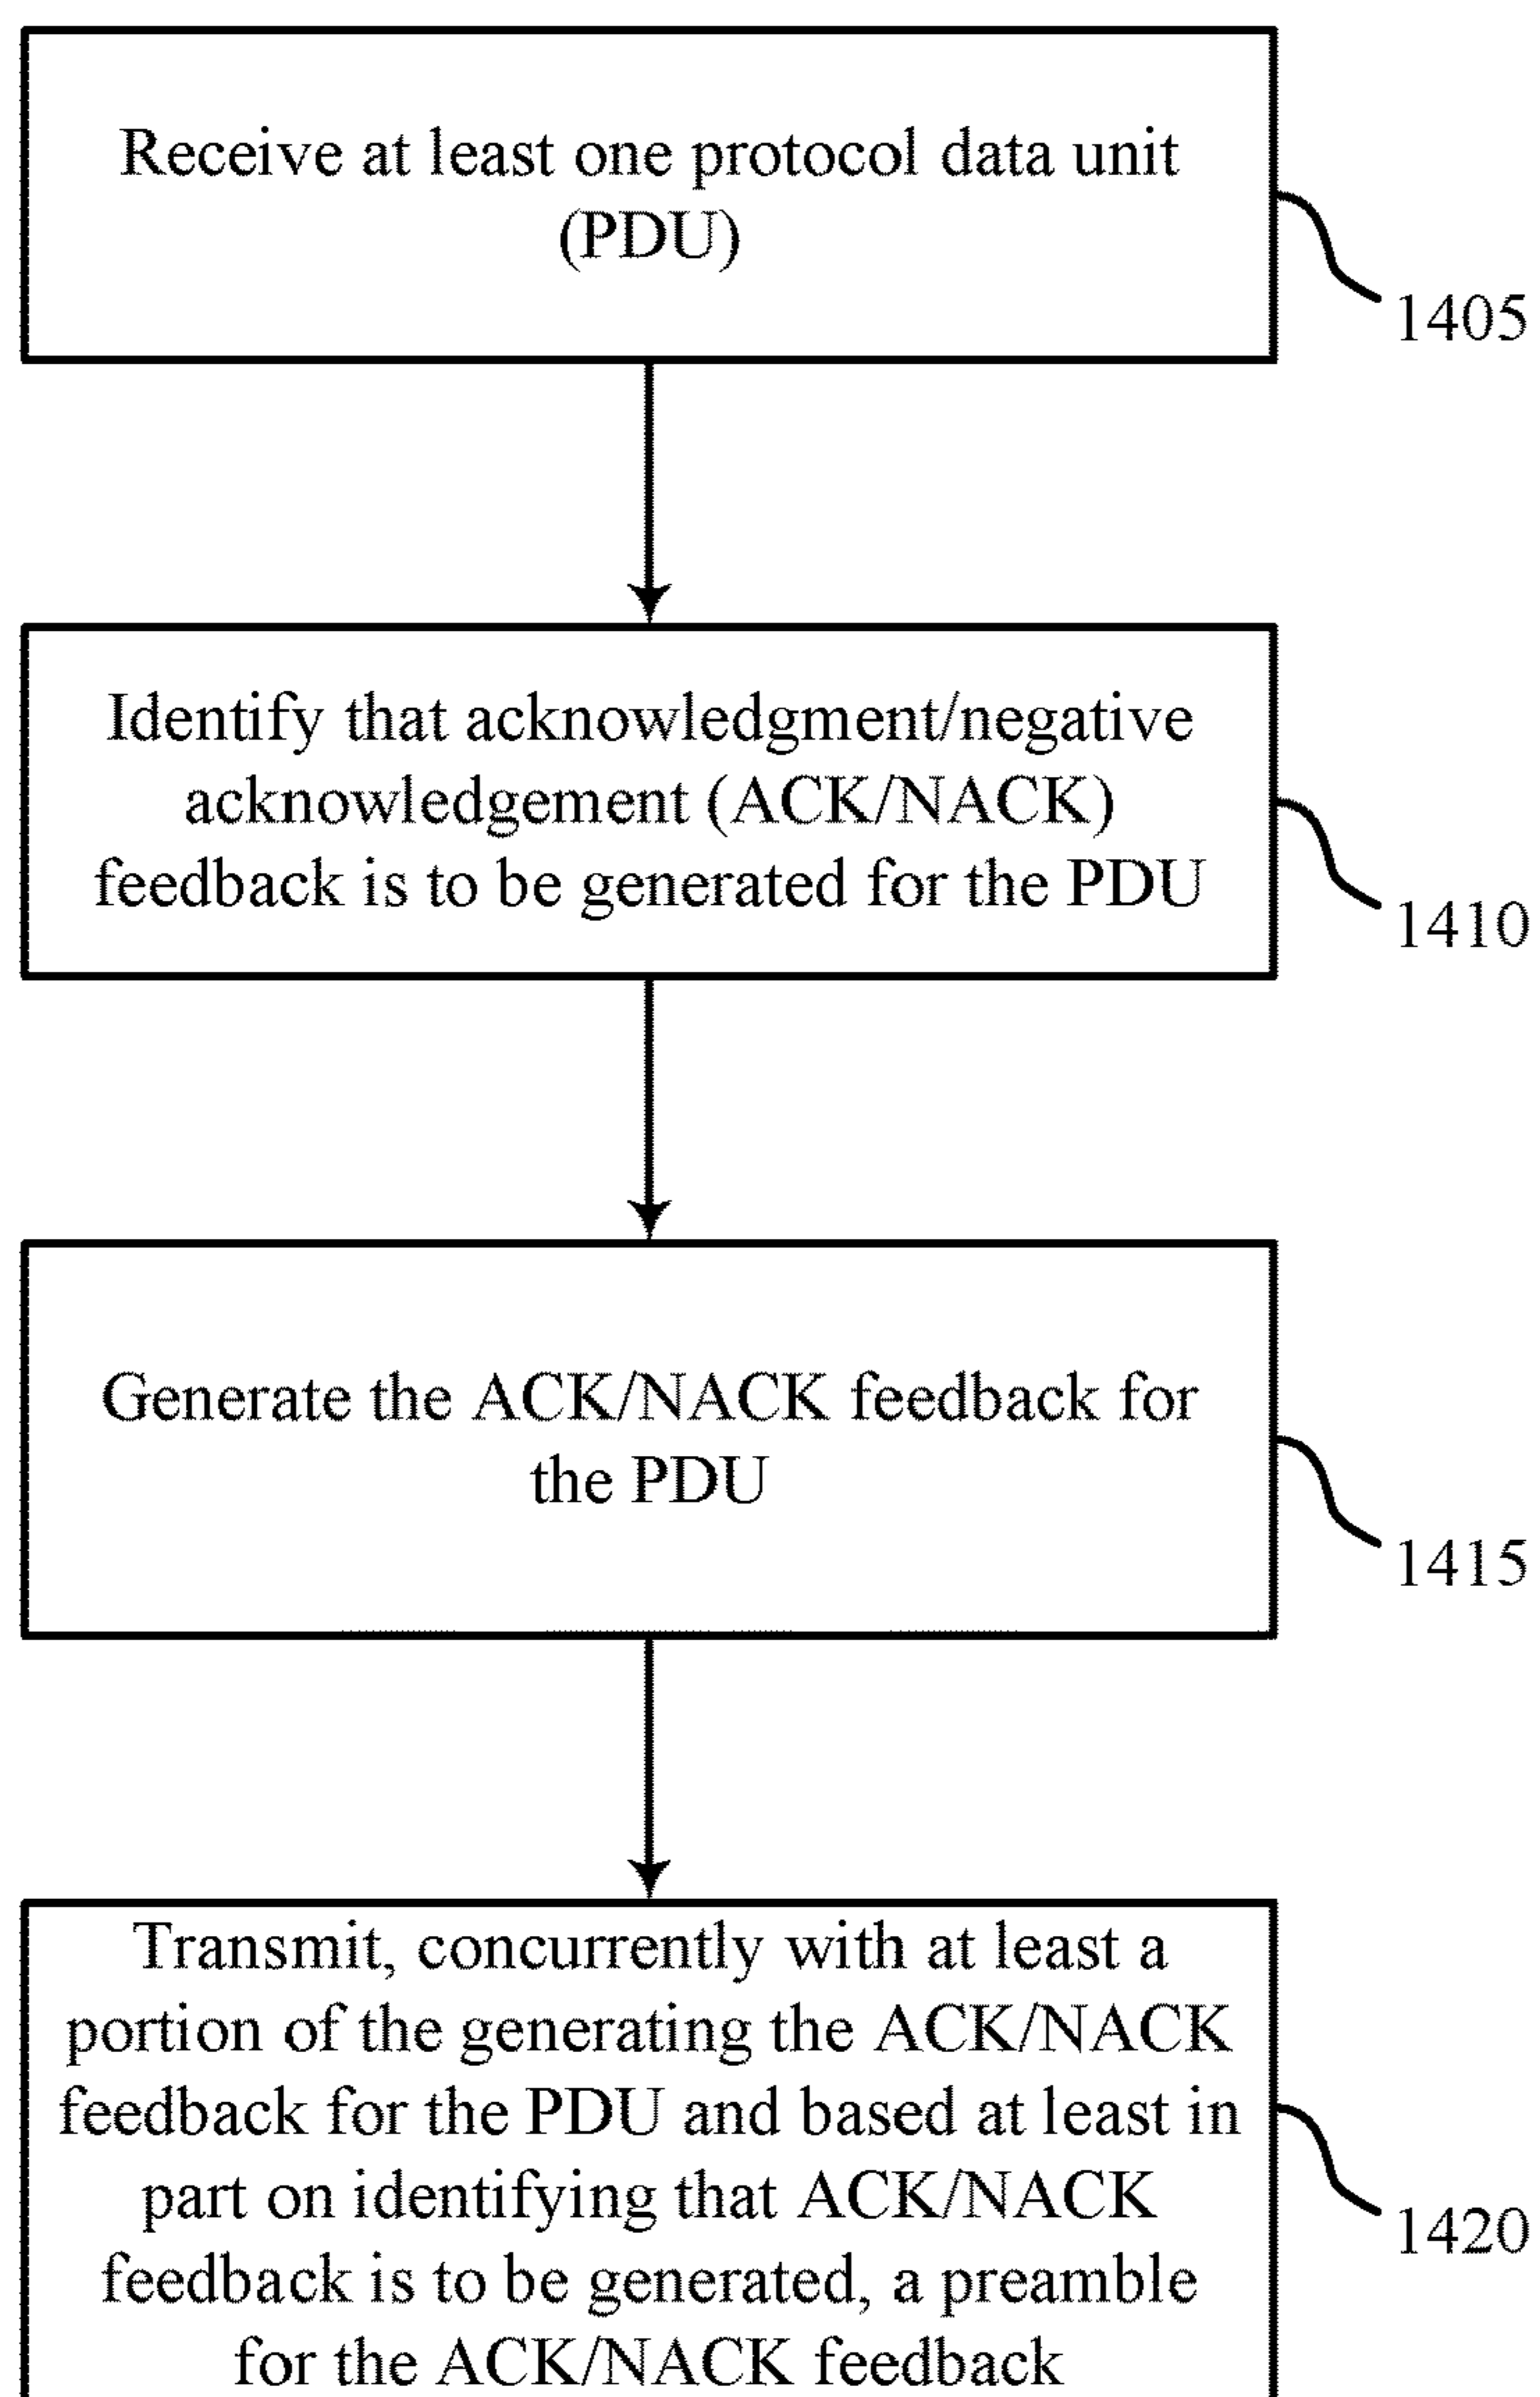 Receive at least one protocol data unit
(PDU)
1405
Identify that acknowledgment/negative
acknowledgement (ACK/NACK)
feedback is to be generated for the PDU
1410
Generate the ACK/NACK feedback for
the PDU
1415
Transmit, concurrently with at least a
portion of the generating the ACK/NACK
feedback for the PDU and based at least in
part on identifying that ACK/NACK
feedback is to be generated, a preamble
for the ACK/NACK feedback
1420